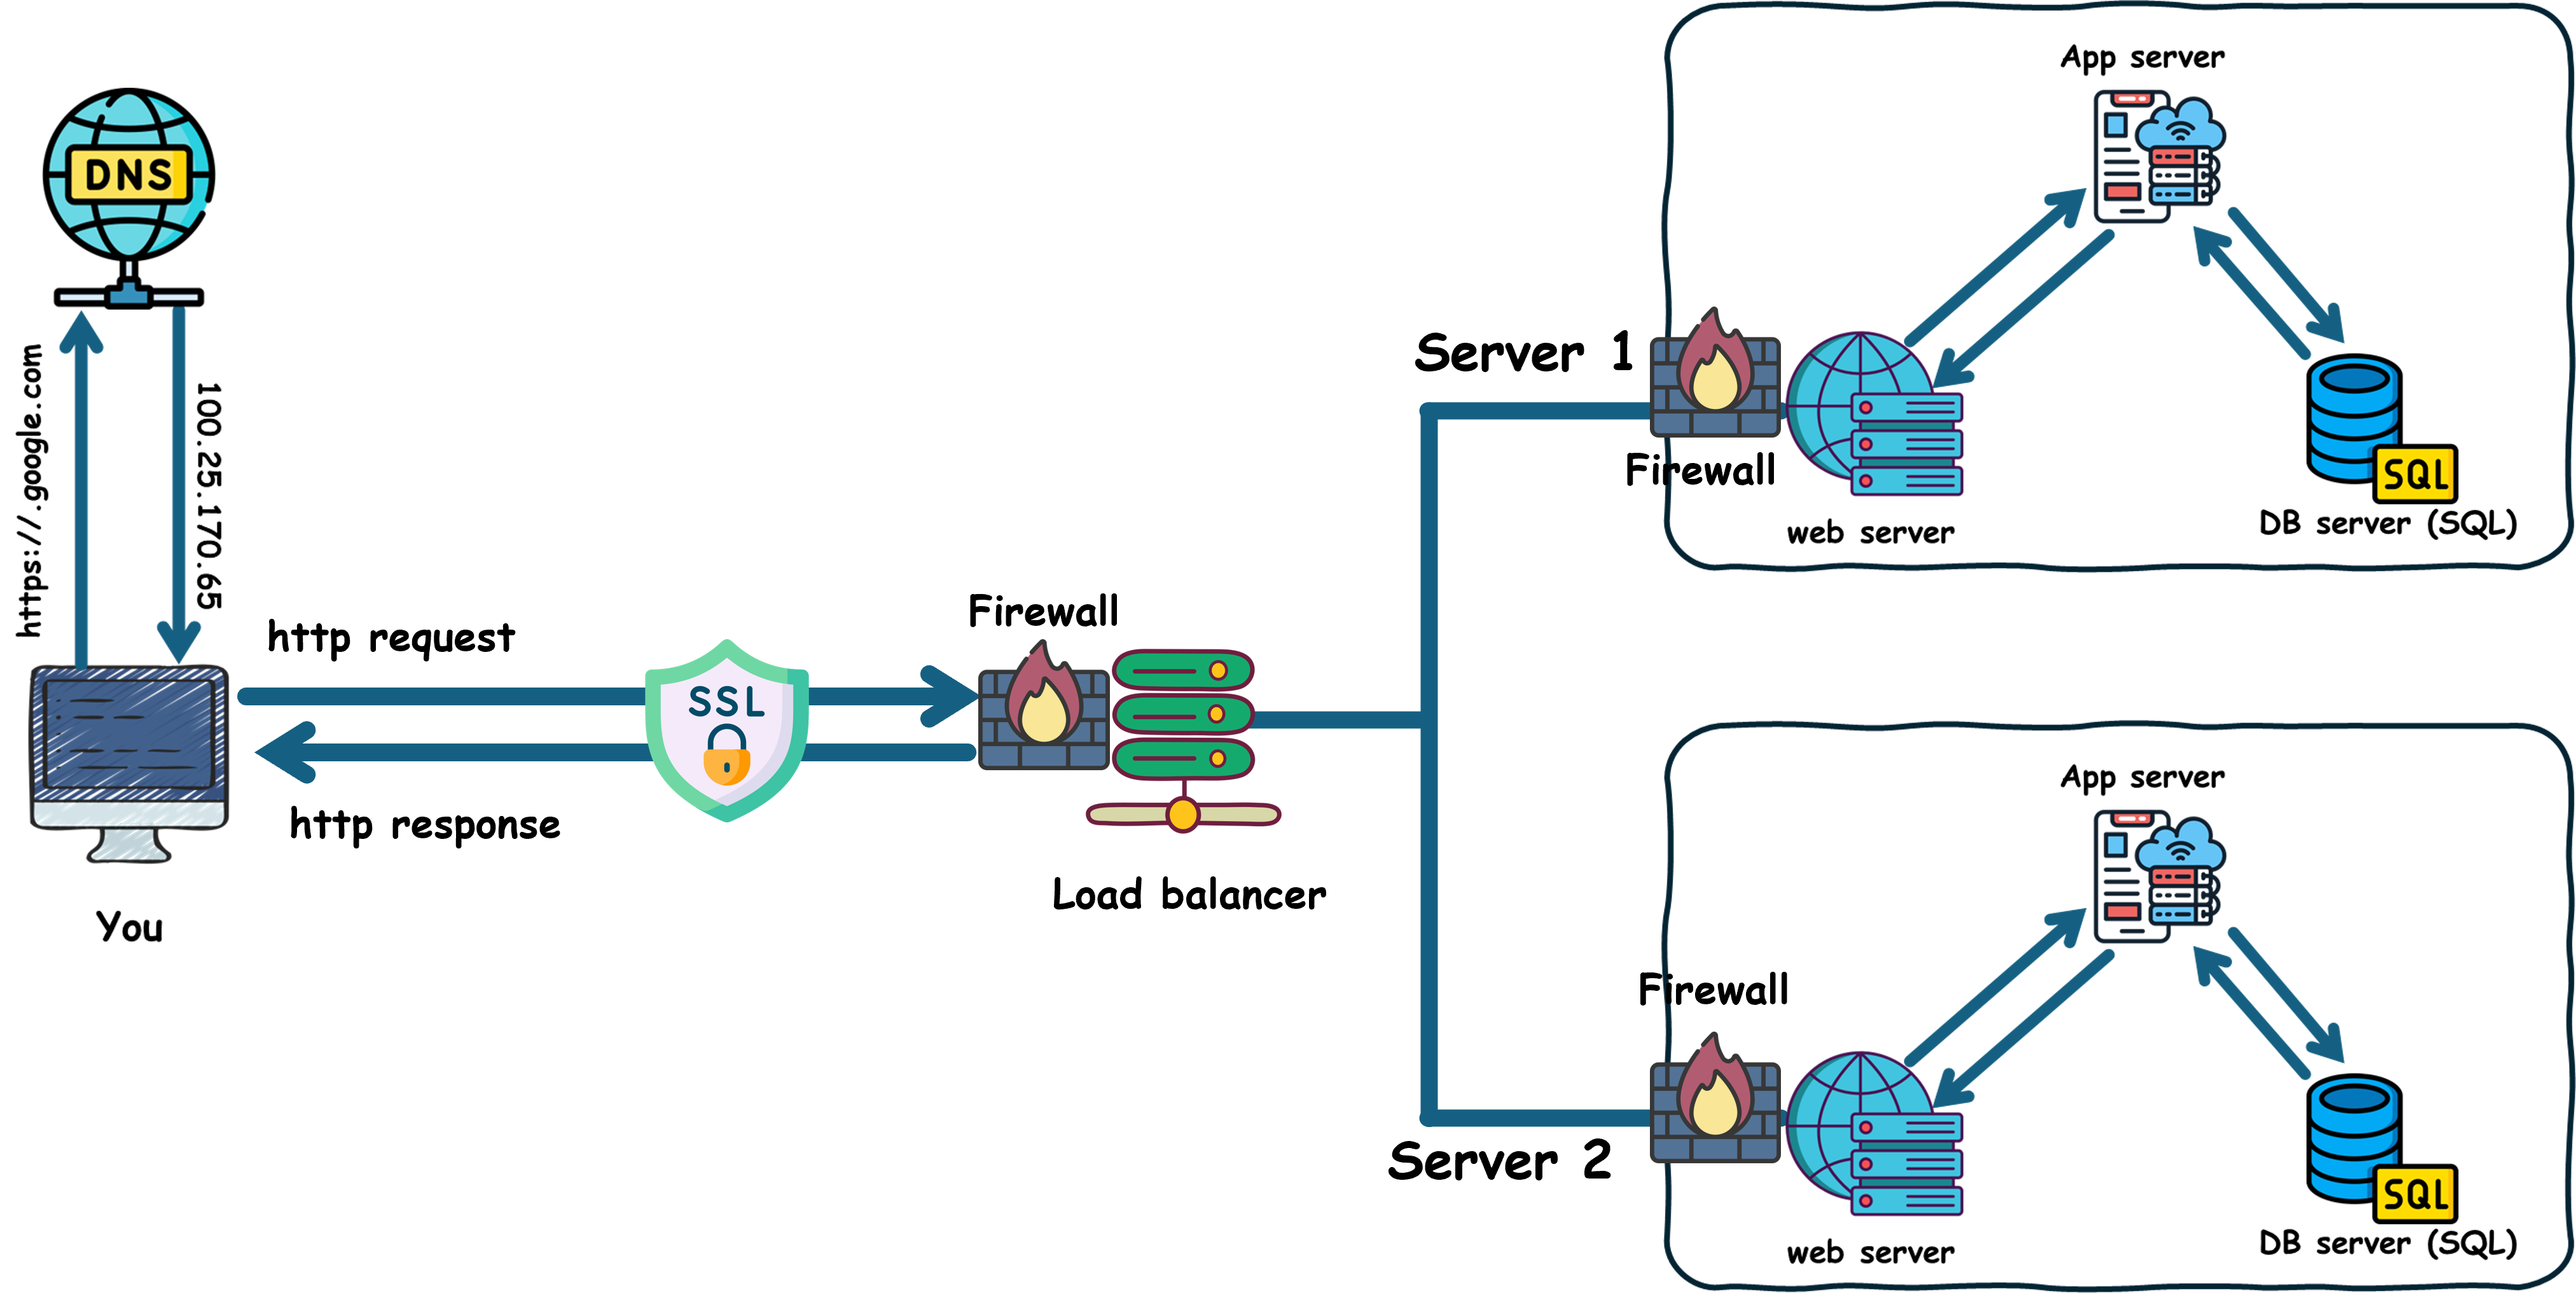 DNS
https://.google.com
100.25.170.65
You
http request
http response
SSL
Firewall
Load balancer
Server 1
Firewall
App server
web server
SQL
DB server (SQL)
Server 2
Firewall
App server
web server
SQL
DB server (SQL)